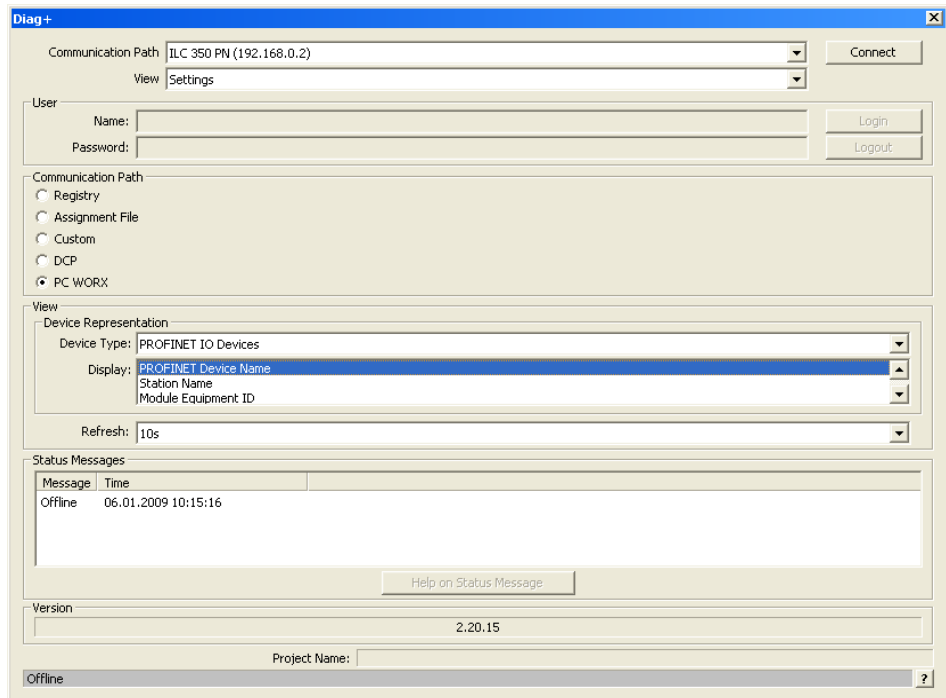 Diag+
Communication Path ILC 350 PN (192.168.0.2) Connect
View Settings
User
Name: Login
Password: Logout
Communication Path
Registry
Assignment File
Custom
DCP
PC WORX
View
Device Representation
Device Type: PROFINET IO Devices
Display: PROFINET Device Name
Station Name
Module Equipment ID
Refresh: 10s
Status Messages
Message Time
Offline 06.01.2009 10:15:16
Help on Status Message
Version
2.20.15
Project Name:
Offline ?